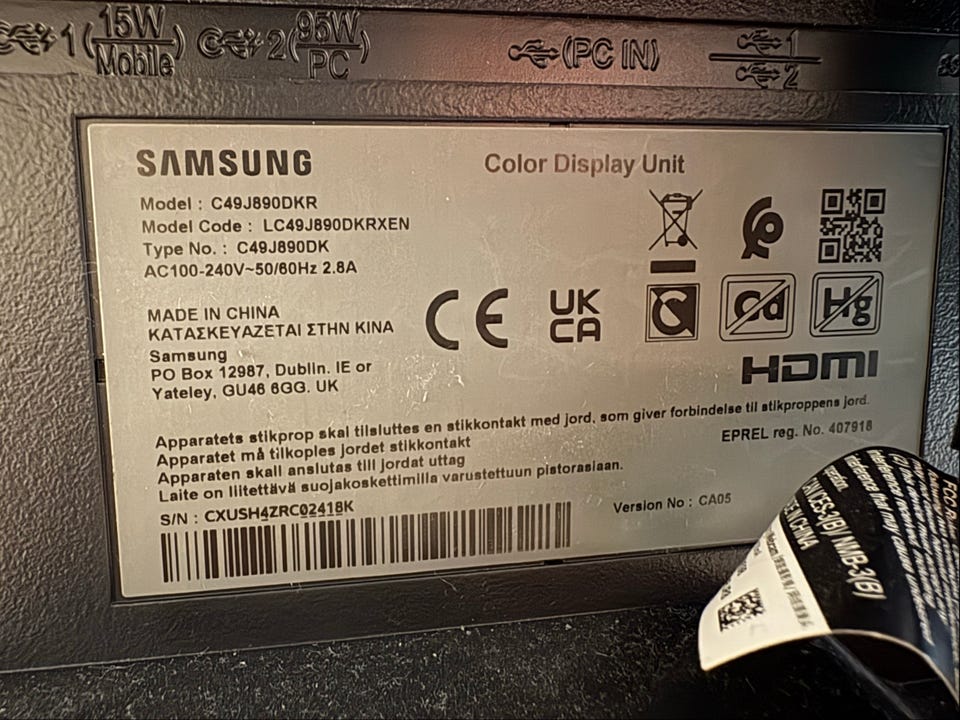 1 (15W Mobile) 2 (95W PC) (PC IN) 1 2
SAMSUNG
Color Display Unit
Model : C49J890DKR
Model Code : LC49J890DKRXEN
Type No. : C49J890DK
AC100-240V~50/60Hz 2.8A
MADE IN CHINA
ΚΑΤΑΣΚΕΥΑΖΕΤΑΙ ΣΤΗΝ ΚΙΝΑ
Samsung
PO Box 12987, Dublin. IE or
Yateley, GU46 6GG. UK
CE
UK
CA
C
Cd
Hg
HDMI
Apparatets stikprop skal tilsluttes en stikkontakt med jord, som giver forbindelse til stikproppens jord.
Apparatet må tilkoples jordet stikkontakt
Apparaten skall anslutas till jordat uttag
Laite on liitettävä suojakoskettimilla varustettuun pistorasiaan.
EPREL reg. No. 407918
S/N : CXUSH4ZRC02418K
Version No : CA05
NMB-3(B)